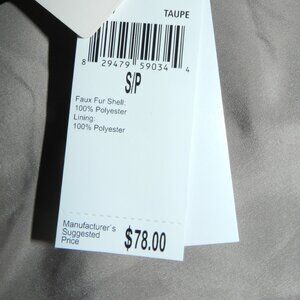 TAUPE
8 29479 59034 4
S/P
Faux Fur Shell:
100% Polyester
Lining:
100% Polyester
Manufacturer's
Suggested
Price
$78.00